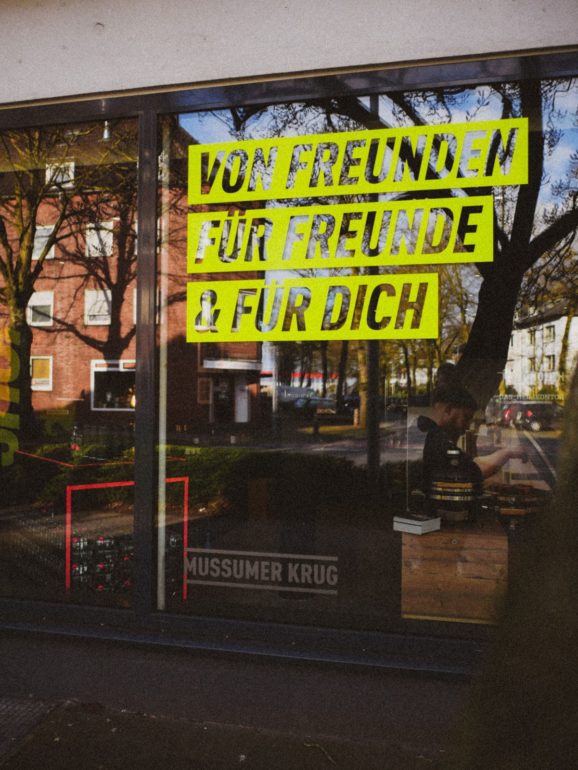 VON FREUNDEN
FÜR FREUNDE
& FÜR DICH
MUSSUMER KRUG